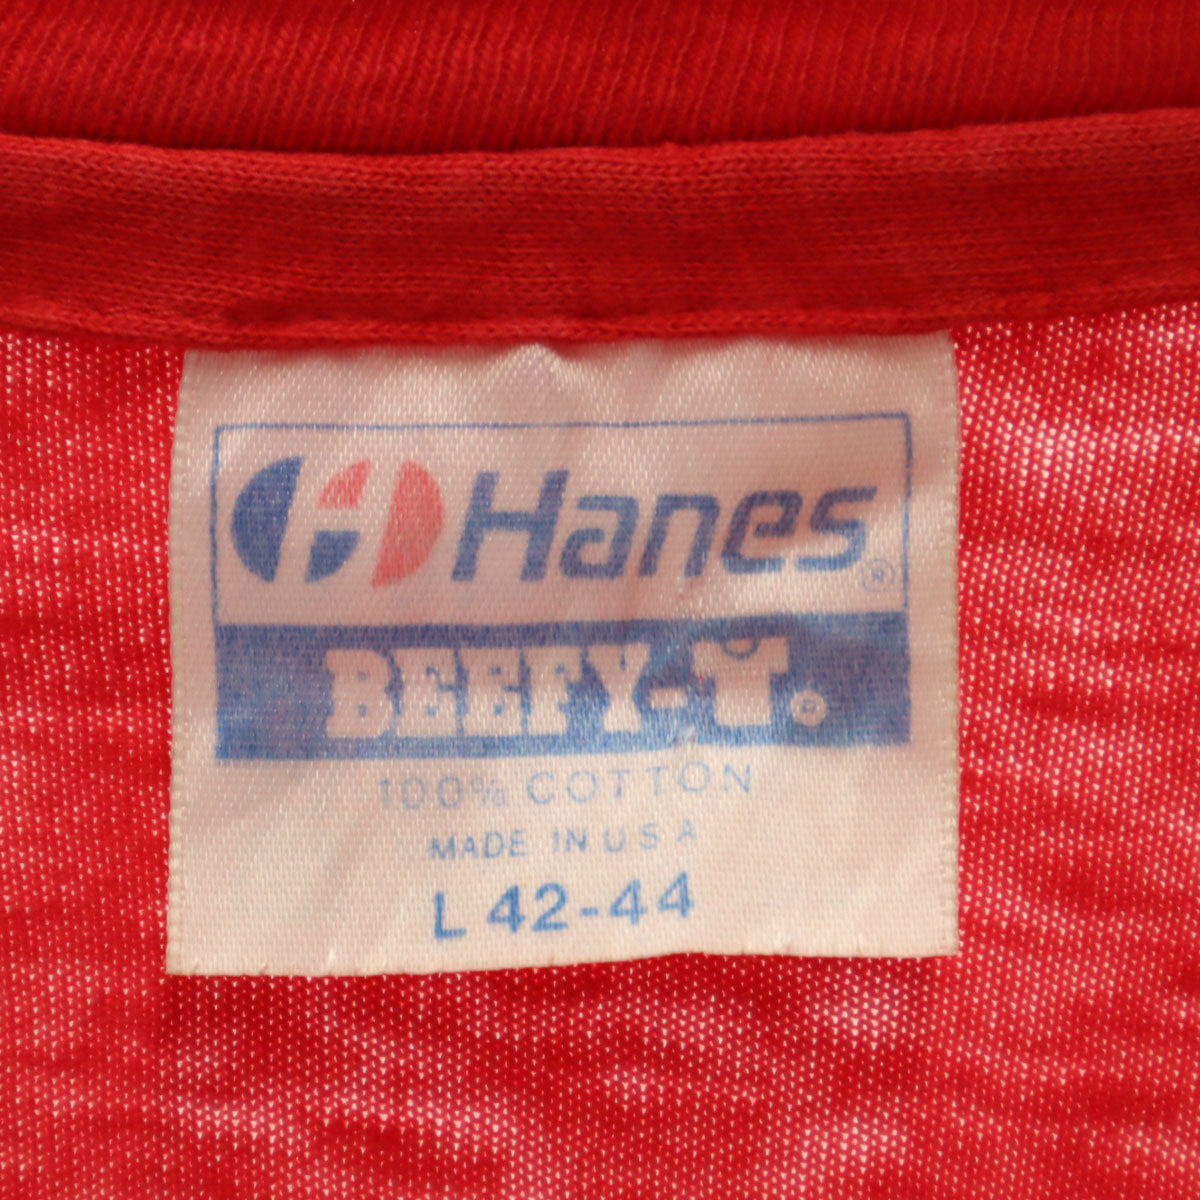 H Hanes®
BEEFY-T®
100% COTTON
MADE IN U S A
L 42-44